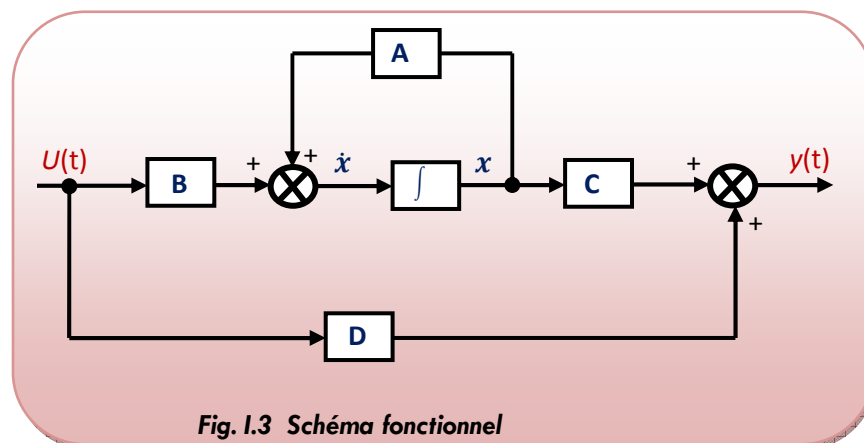 A
U(t)
B
+
+
ẋ
∫
x
C
+
y(t)
+
D
Fig. I.3 Schéma fonctionnel